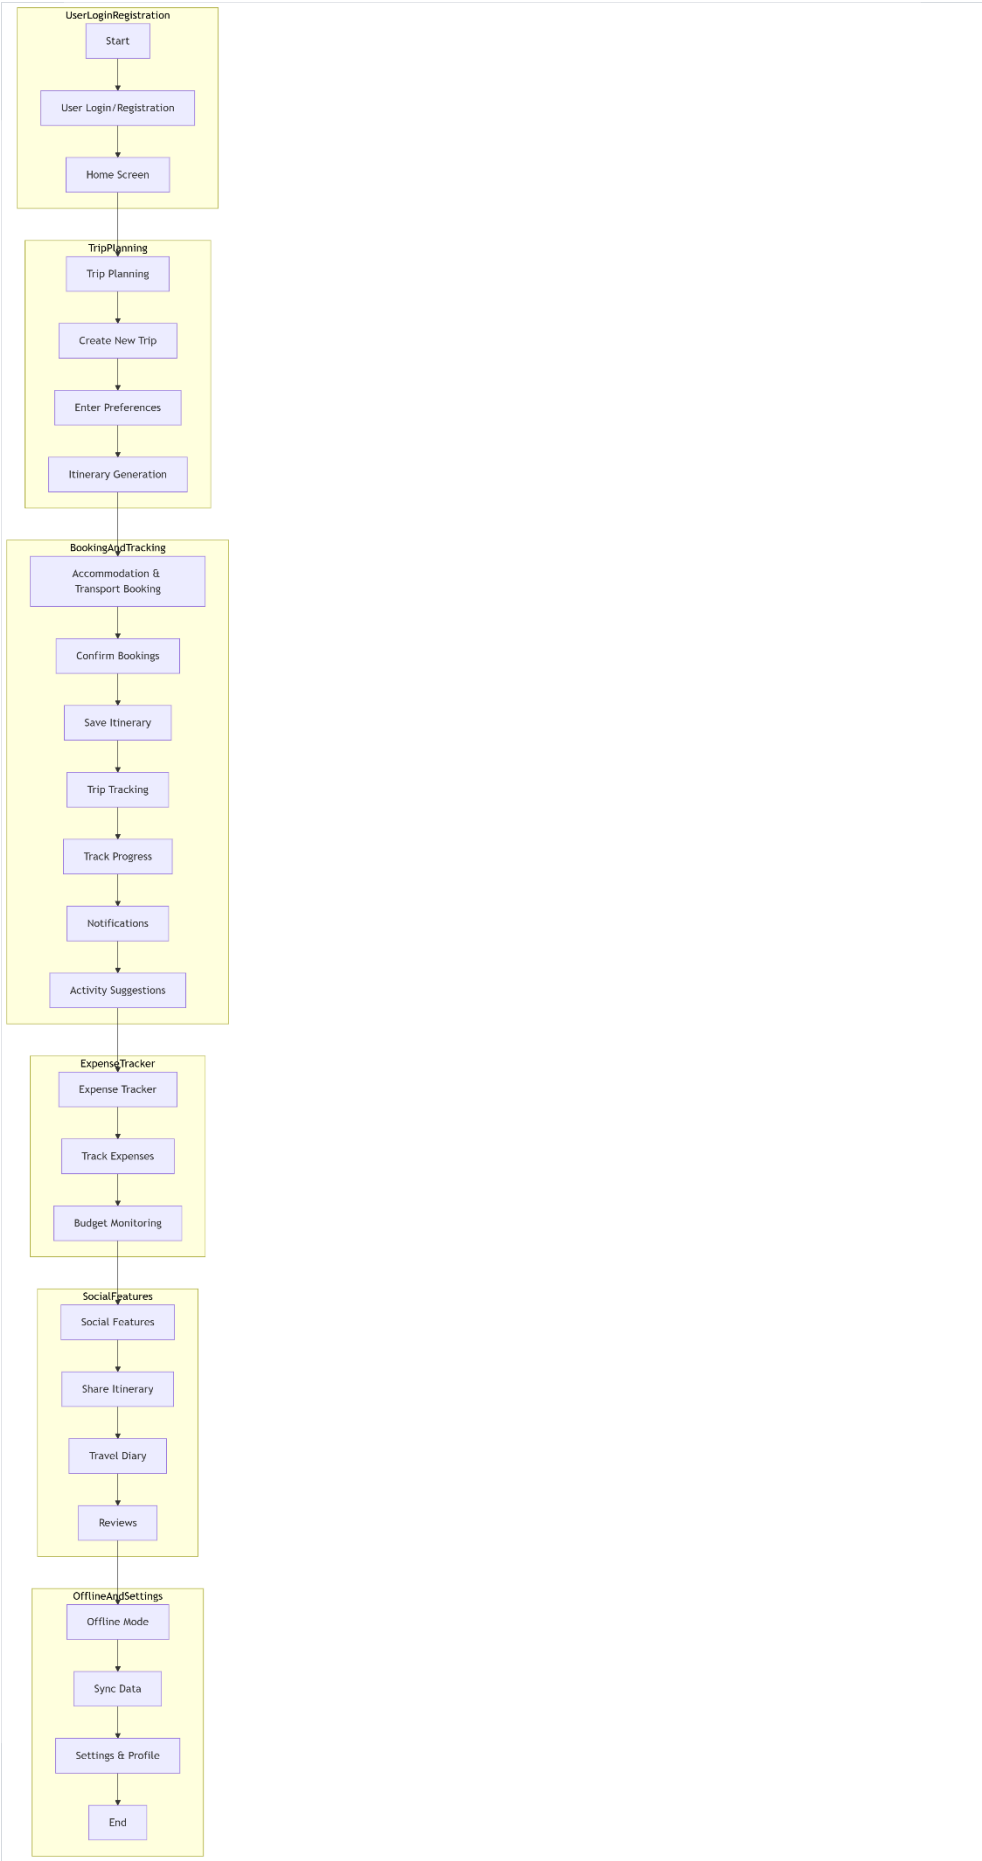 UserLoginRegistration
Start
User Login/Registration
Home Screen
TripPlanning
Trip Planning
Create New Trip
Enter Preferences
Itinerary Generation
BookingAndTracking
Accommodation &
Transport Booking
Confirm Bookings
Save Itinerary
Trip Tracking
Track Progress
Notifications
Activity Suggestions
ExpenseTracker
Expense Tracker
Track Expenses
Budget Monitoring
SocialFeatures
Social Features
Share Itinerary
Travel Diary
Reviews
OfflineAndSettings
Offline Mode
Sync Data
Settings & Profile
End